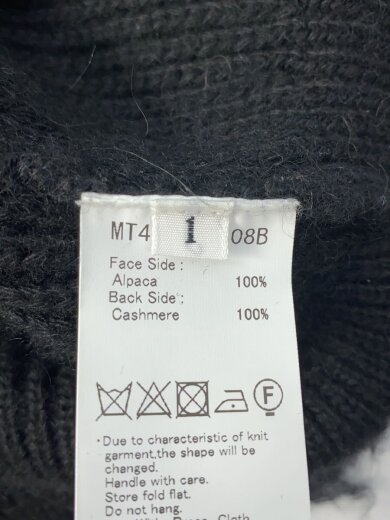 MT4 1 08B
Face Side :
Alpaca 100%
Back Side :
Cashmere 100%
F
·Due to characteristic of knit
garment,the shape will be
changed.
Handle with care.
Store fold flat.
Do not hang.